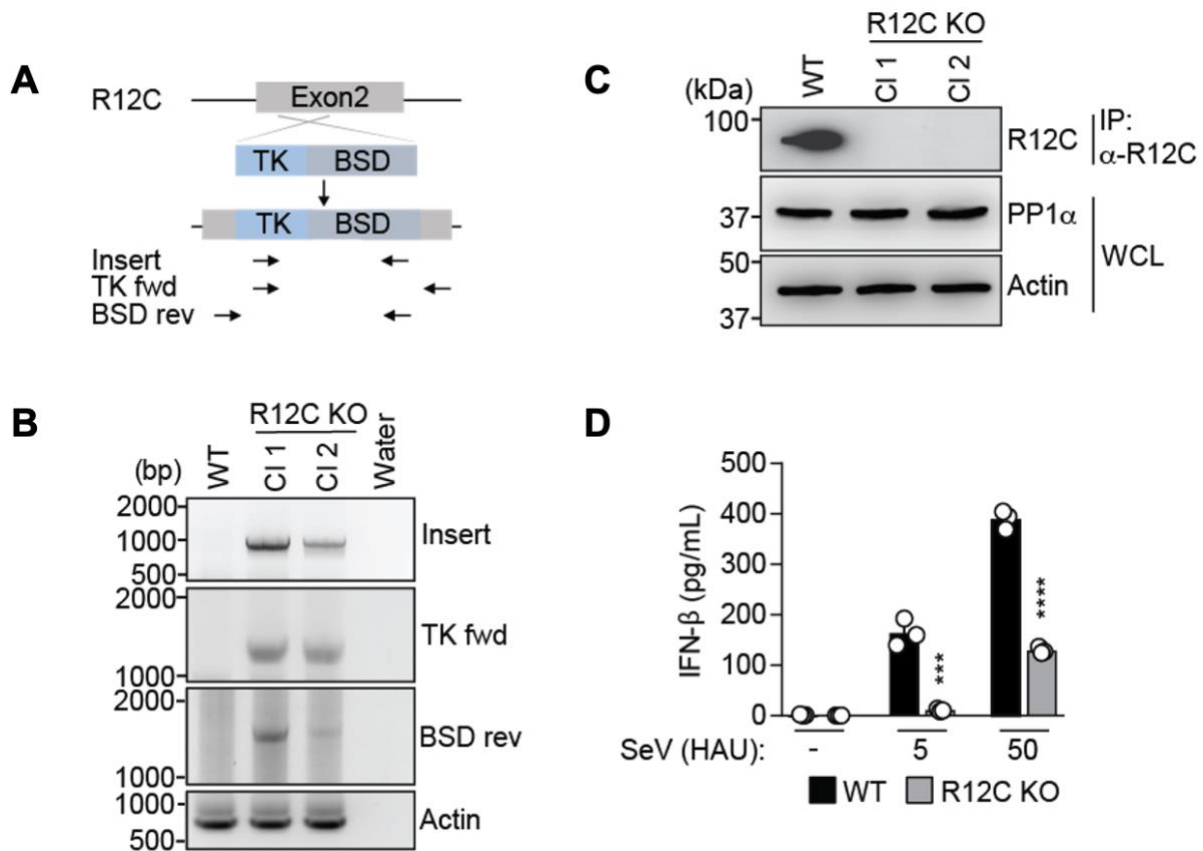 A
R12C
Exon2
TK BSD
TK BSD
Insert
TK fwd
BSD rev
B
R12C KO
(bp) WT Cl 1 Cl 2 Water
2000
1000
500
Insert
2000
1000
TK fwd
2000
1000
BSD rev
1000
500
Actin
C
R12C KO
(kDa) WT Cl 1 Cl 2
100
R12C
IP:
α-R12C
37
PP1α
50
37
Actin
WCL
D
IFN-β (pg/mL)
500
400
300
200
100
0
***
****
SeV (HAU): - 5 50
WT R12C KO